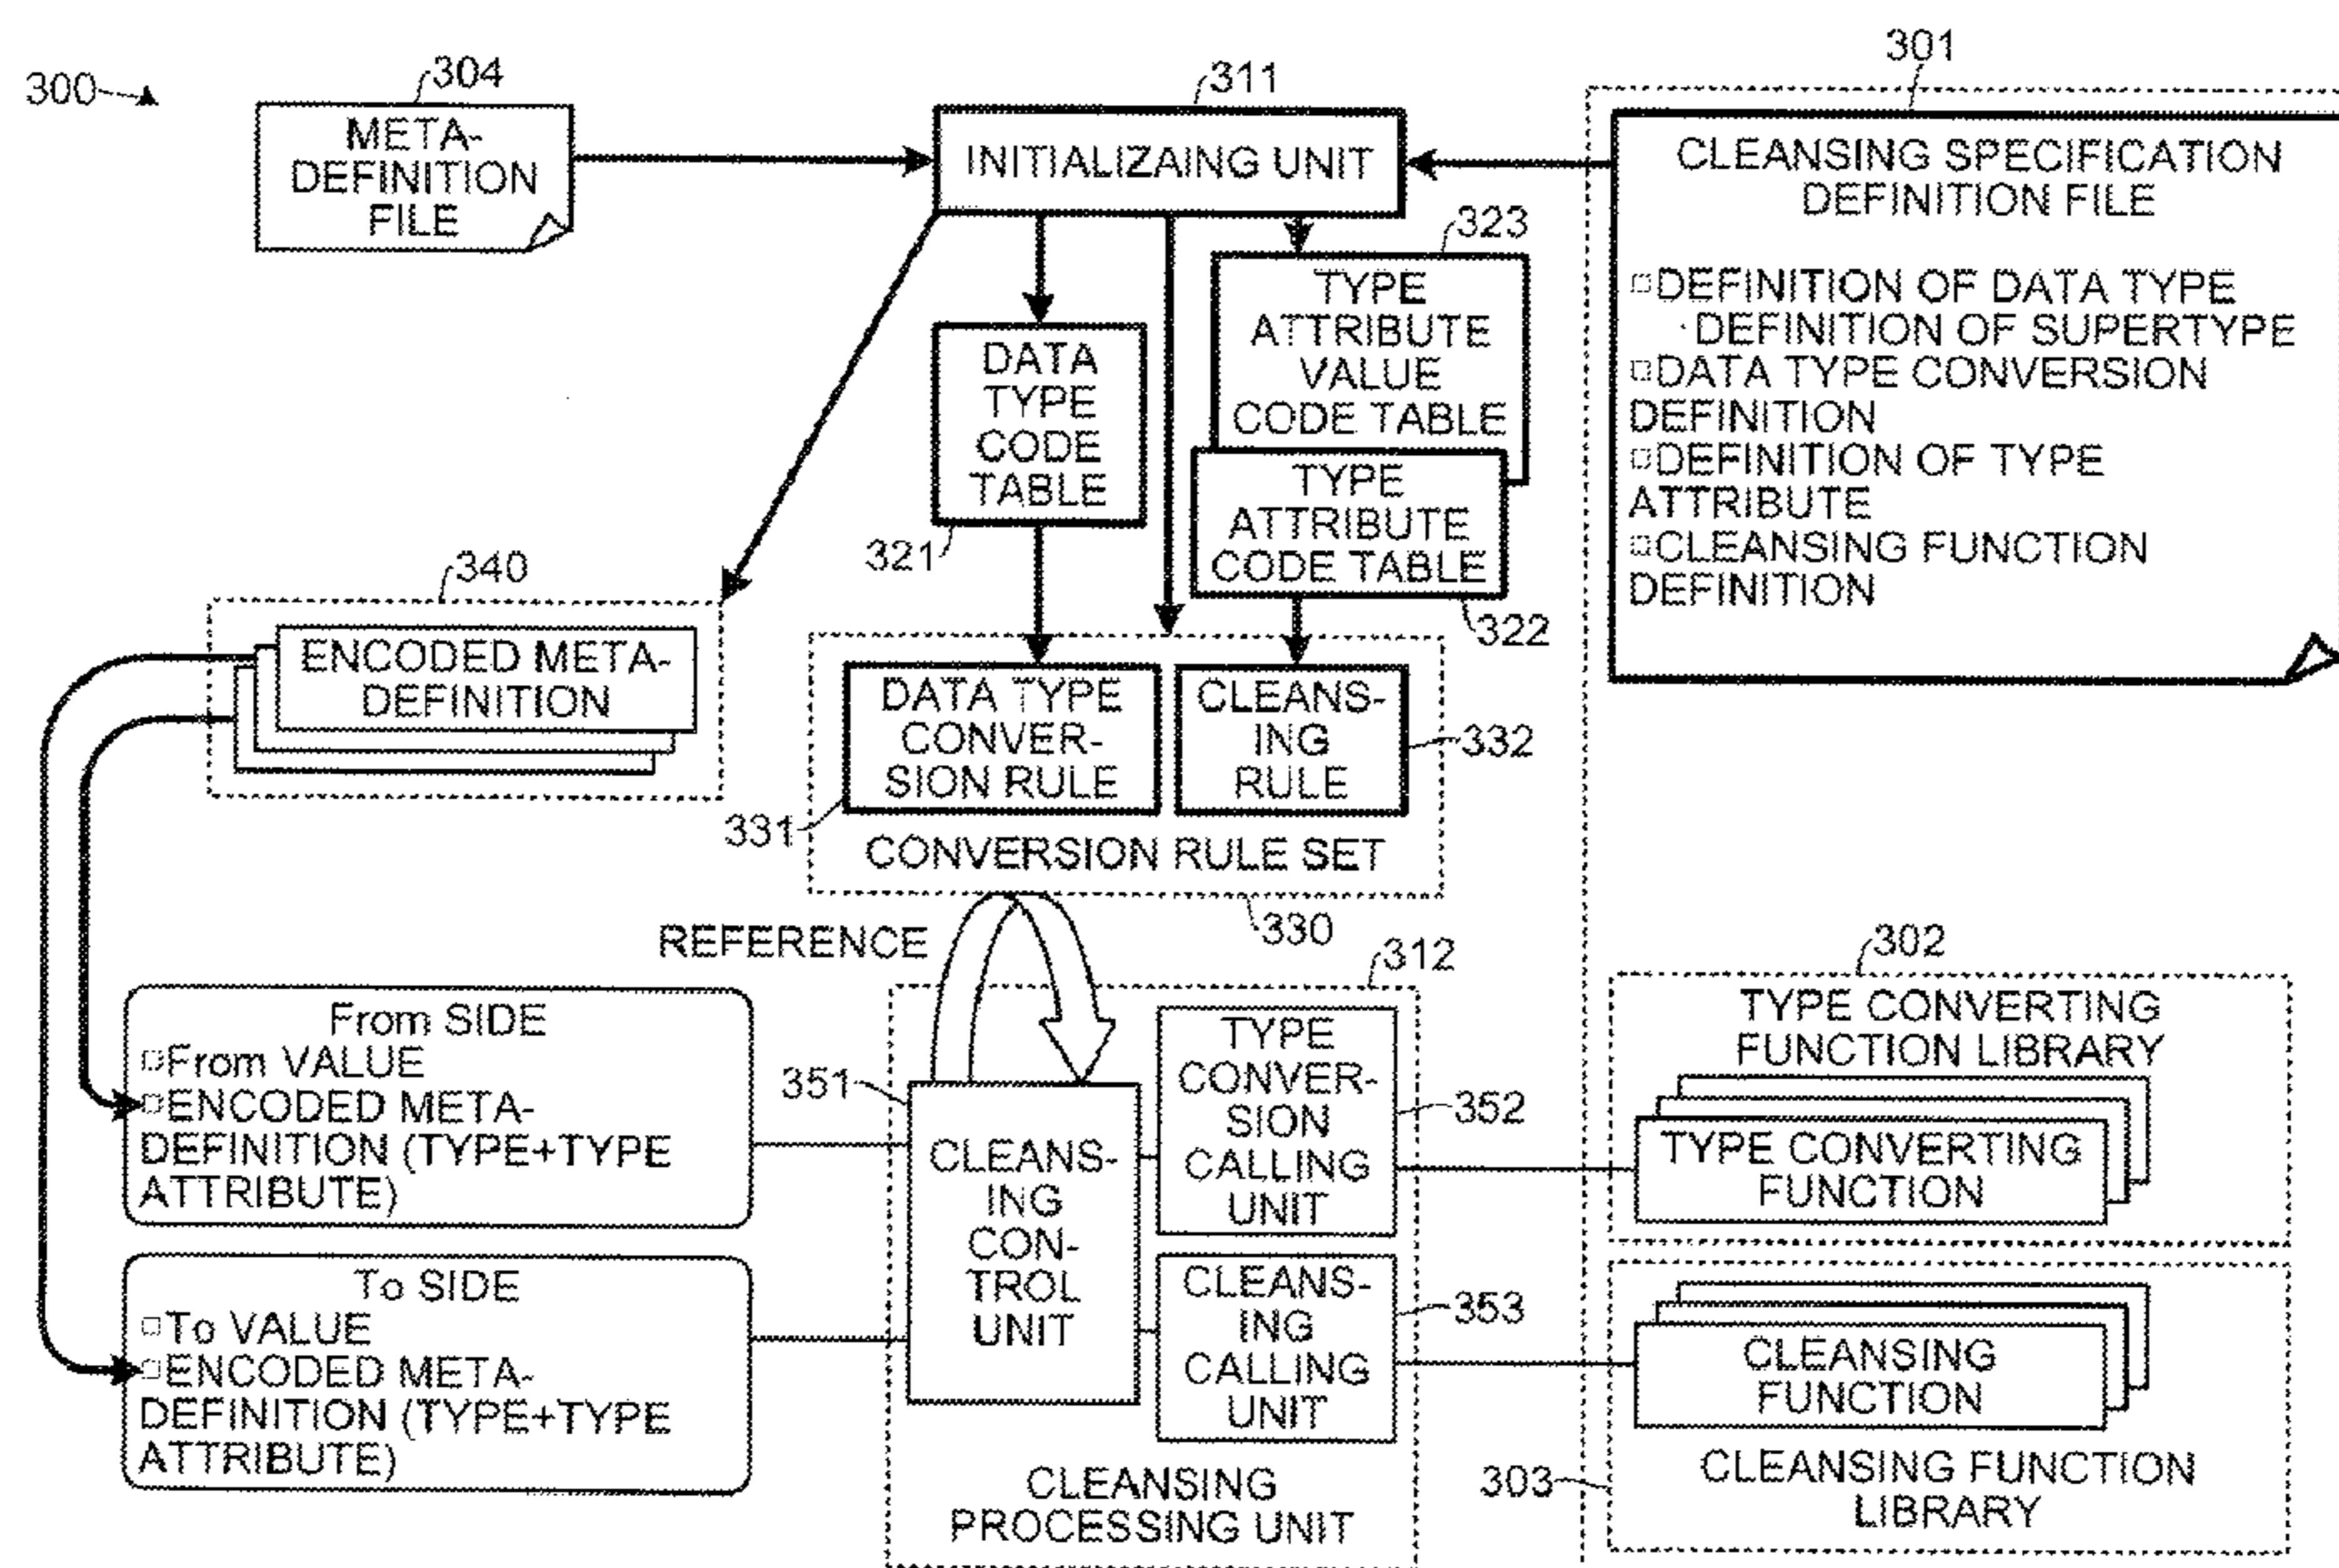 300
304
META-
DEFINITION
FILE
311
INITIALIZAING UNIT
301
CLEANSING SPECIFICATION
DEFINITION FILE
▫DEFINITION OF DATA TYPE
·DEFINITION OF SUPERTYPE
▫DATA TYPE CONVERSION
DEFINITION
▫DEFINITION OF TYPE
ATTRIBUTE
▫CLEANSING FUNCTION
DEFINITION
323
TYPE
ATTRIBUTE
VALUE
CODE TABLE
DATA
TYPE
CODE
TABLE
321
TYPE
ATTRIBUTE
CODE TABLE
322
340
ENCODED META-
DEFINITION
DATA TYPE
CONVER-
SION RULE
331
CLEANS-
ING
RULE
332
CONVERSION RULE SET
330
REFERENCE
312
302
TYPE CONVERTING
FUNCTION LIBRARY
TYPE CONVERTING
FUNCTION
From SIDE
▫From VALUE
▫ENCODED META-
DEFINITION (TYPE+TYPE
ATTRIBUTE)
351
CLEANS-
ING
CON-
TROL
UNIT
TYPE
CONVER-
SION
CALLING
UNIT
352
To SIDE
▫To VALUE
▫ENCODED META-
DEFINITION (TYPE+TYPE
ATTRIBUTE)
CLEANS-
ING
CALLING
UNIT
353
CLEANSING
PROCESSING UNIT
CLEANSING
FUNCTION
303
CLEANSING FUNCTION
LIBRARY